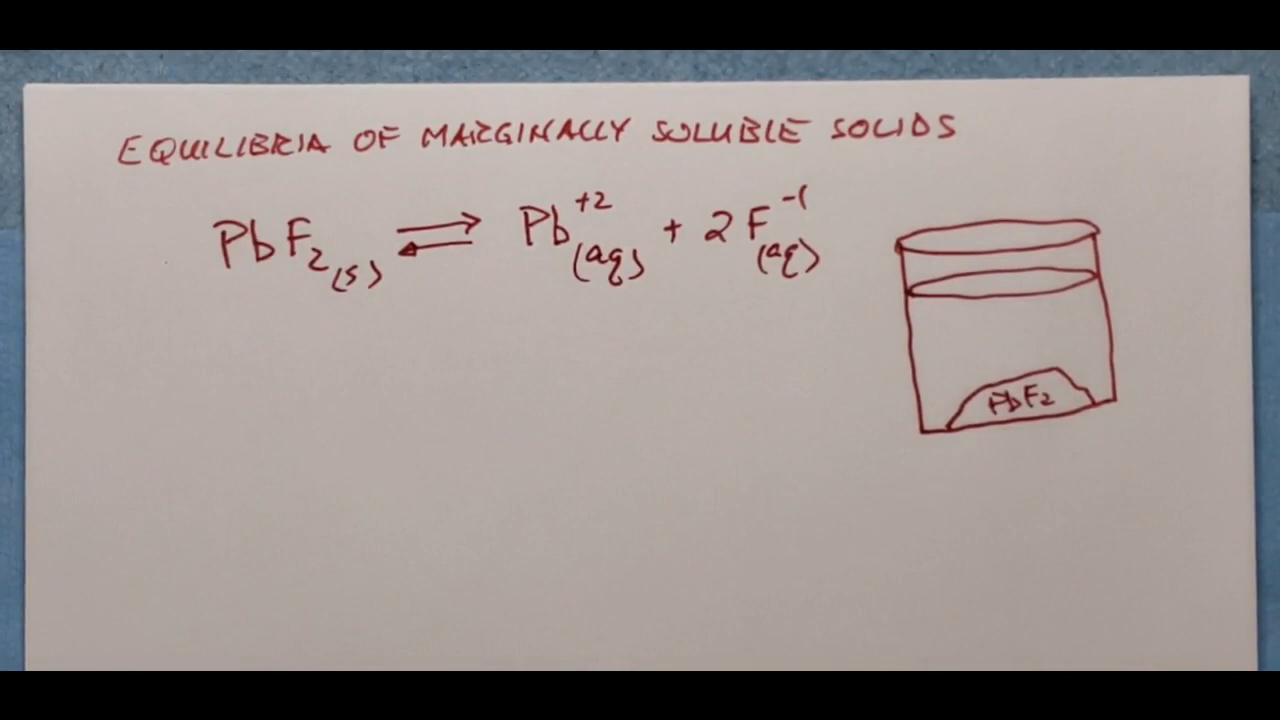 EQUILIBRIA OF MARGINALLY SOLUBLE SOLIDS
PbF₂(s) ⇌ Pb⁺²(aq) + 2F⁻¹(aq)
PbF₂